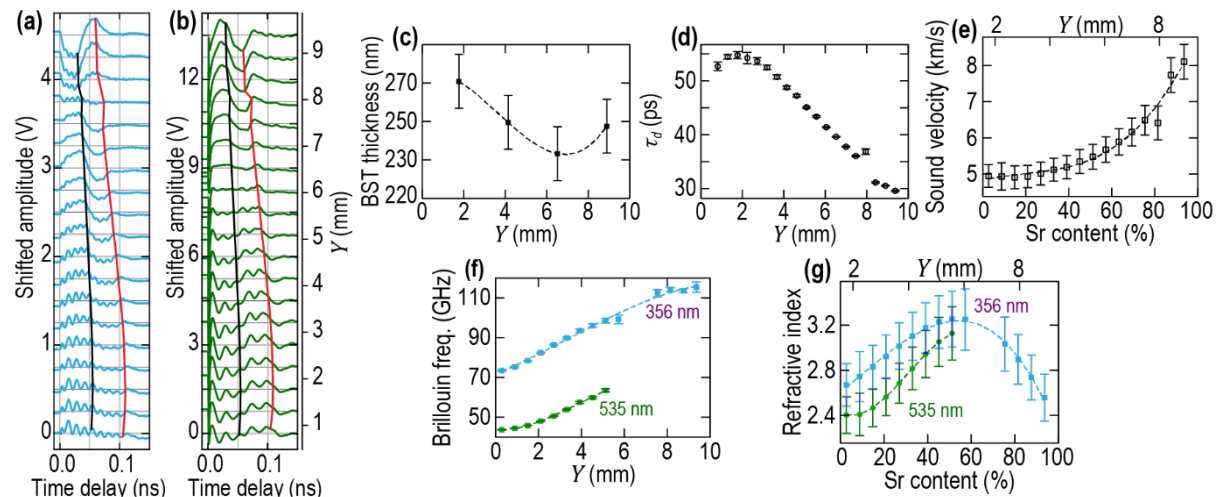 (a)
Shifted amplitude (V)
4
3
2
1
0
0.0
0.1
Time delay (ns)
(b)
Shifted amplitude (V)
12
9
6
3
0
0.0
0.1
Time delay (ns)
9
8
7
6
5
4
3
2
1
Y (mm)
(c)
BST thickness (nm)
270
260
240
230
220
0
2
4
6
8
10
Y (mm)
(d)
τd (ps)
50
40
30
0
2
4
6
8
10
Y (mm)
(e)
2
Y (mm)
8
Sound velocity (km/s)
8
7
6
5
0
20
40
60
80
100
Sr content (%)
(f)
Brillouin freq. (GHz)
110
90
70
50
356 nm
535 nm
0
2
4
6
8
10
Y (mm)
(g)
2
Y (mm)
8
Refractive index
3.2
2.8
2.4
356 nm
535 nm
0
20
40
60
80
100
Sr content (%)